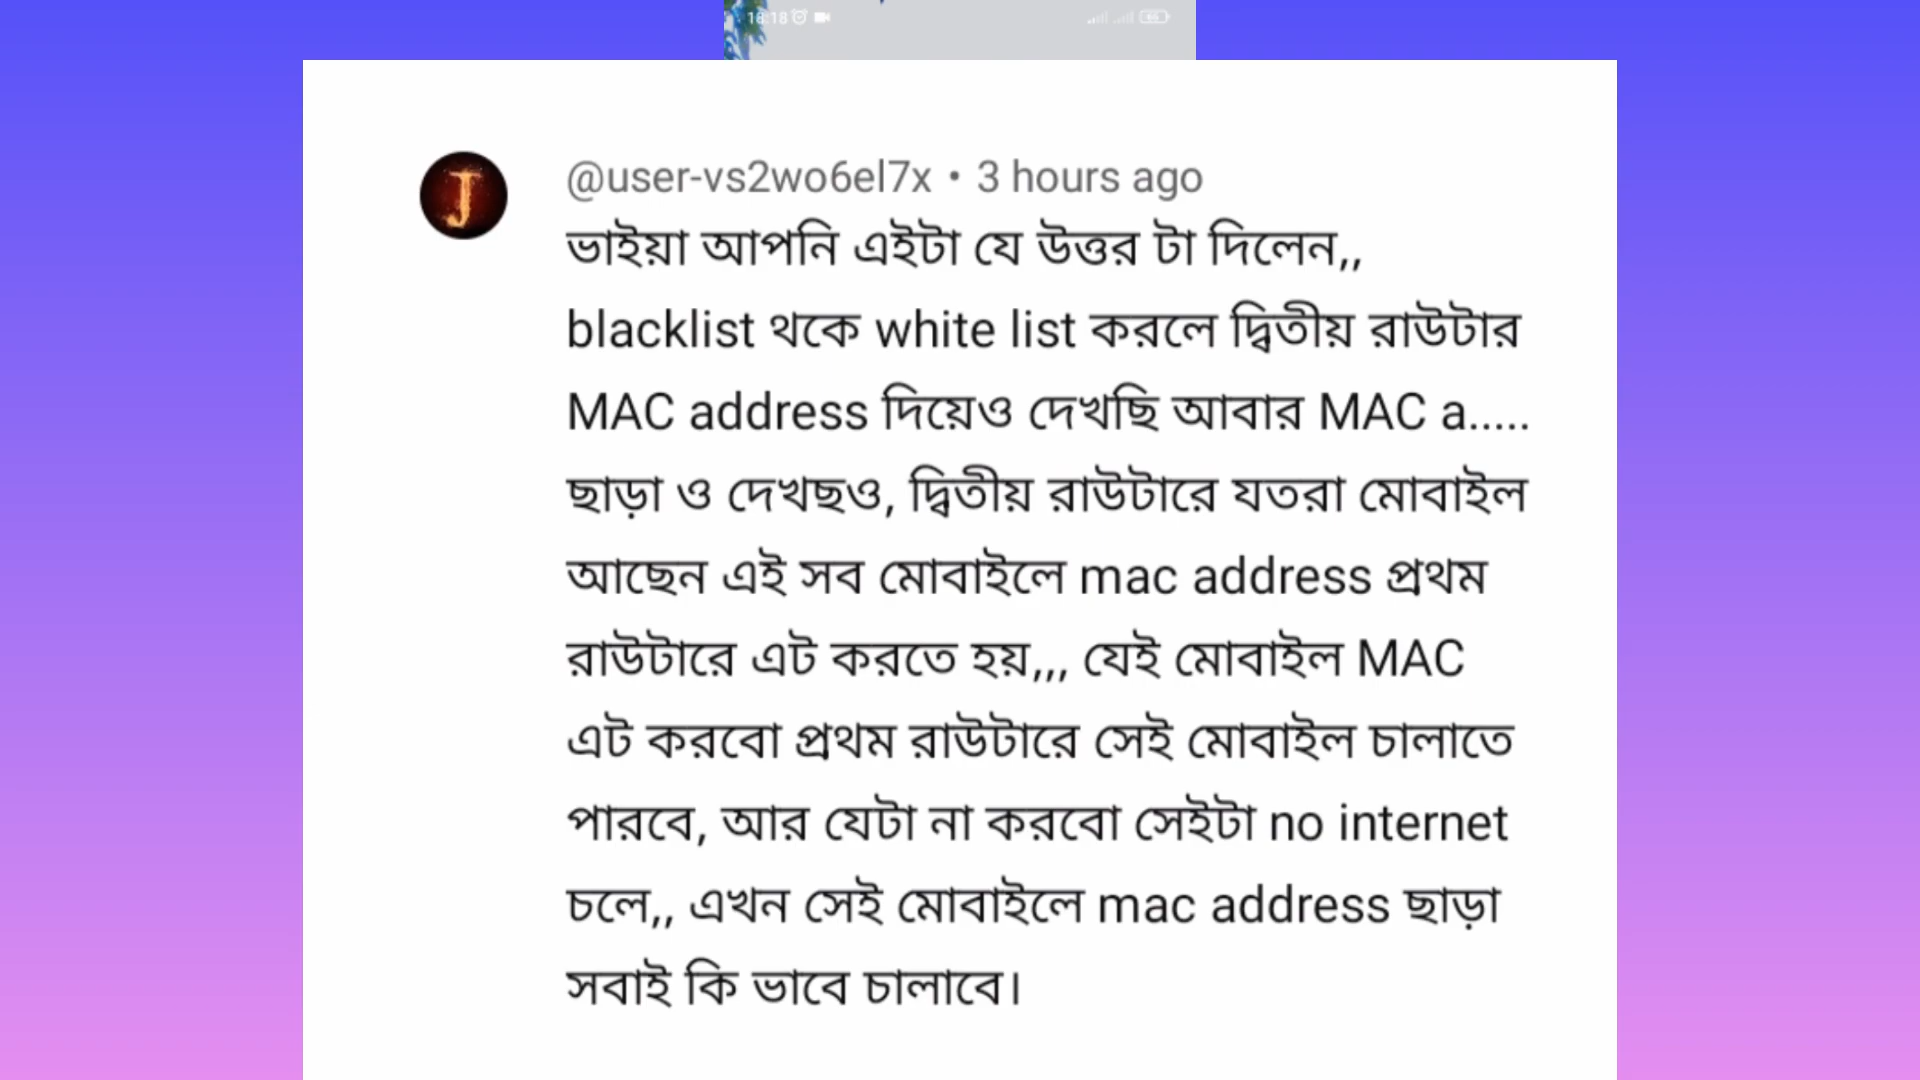 18:18
@user-vs2wo6el7x • 3 hours ago
ভাইয়া আপনি এইটা যে উত্তর টা দিলেন,,
blacklist থকে white list করলে দ্বিতীয় রাউটার
MAC address দিয়েও দেখছি আবার MAC a.....
ছাড়া ও দেখছও, দ্বিতীয় রাউটারে যতরা মোবাইল
আছেন এই সব মোবাইলে mac address প্রথম
রাউটারে এট করতে হয়,,, যেই মোবাইল MAC
এট করবো প্রথম রাউটারে সেই মোবাইল চালাতে
পারবে, আর যেটা না করবো সেইটা no internet
চলে,, এখন সেই মোবাইলে mac address ছাড়া
সবাই কি ভাবে চালাবে।